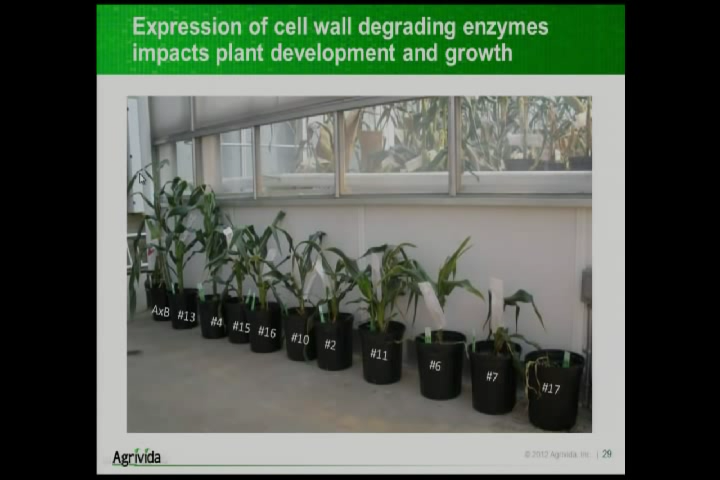 Expression of cell wall degrading enzymes
impacts plant development and growth
AxB #13 #4 #15 #16 #10 #2 #11 #6 #7 #17
Agrivida
© 2012 Agrivida, Inc. | 29